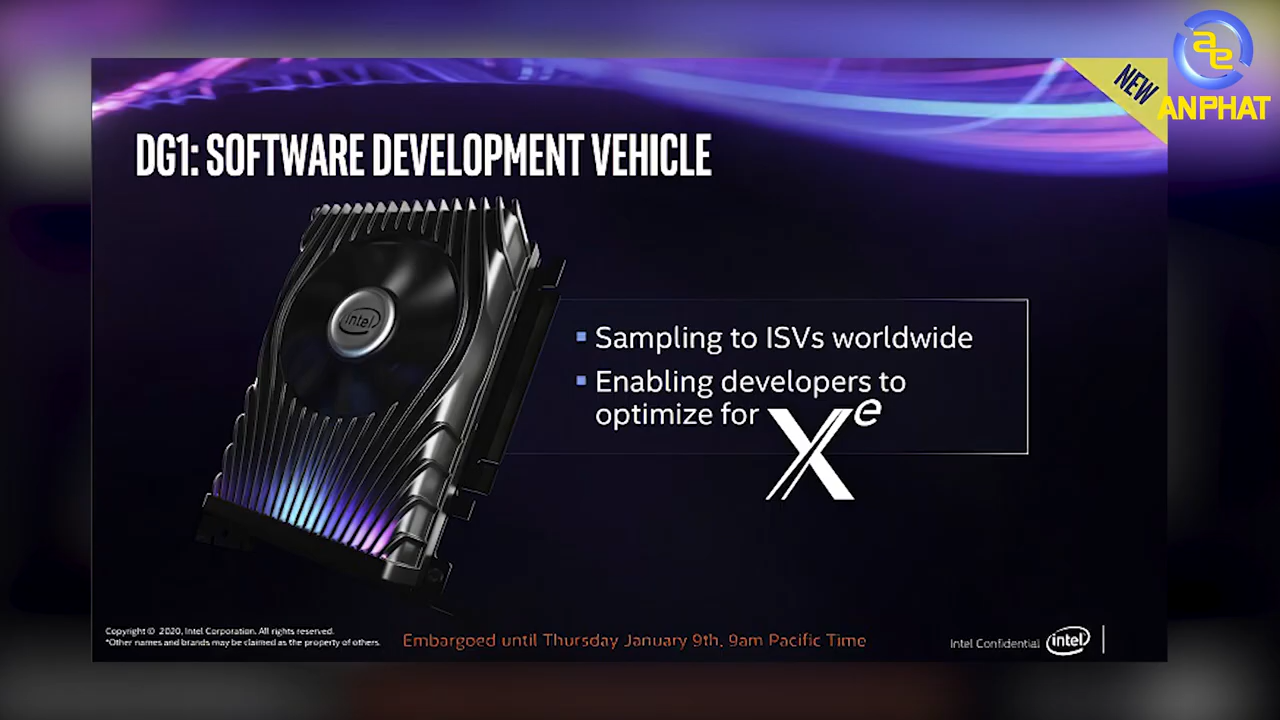 ae
ANPHAT
NEW
DG1: SOFTWARE DEVELOPMENT VEHICLE
intel
Sampling to ISVs worldwide
Enabling developers to
optimize for Xe
Copyright © 2020, Intel Corporation. All rights reserved.
*Other names and brands may be claimed as the property of others.
Embargoed until Thursday January 9th, 9am Pacific Time
Intel Confidential
intel